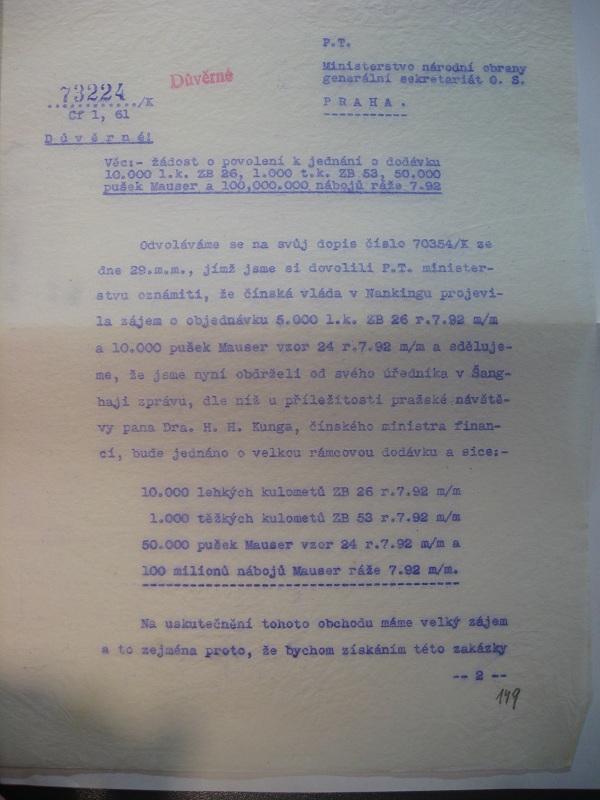 P.T.
Ministerstvo národní obrany
generální sekretariát O. S.
PRAHA.
73224/K
Důvěrné
Cf 1, 61
Důvěrné!
Věc:- žádost o povolení k jednání o dodávku
10.000 l.k. ZB 26, 1.000 t.k. ZB 53, 50.000
pušek Mauser a 100,000.000 nábojů ráže 7.92
Odvoláváme se na svůj dopis číslo 70354/K ze
dne 29.m.m., jímž jsme si dovolili P.T. minister-
stvu oznámiti, že čínská vláda v Nankingu projevi-
la zájem o objednávku 5.000 l.k. ZB 26 r.7.92 m/m
a 10.000 pušek Mauser vzor 24 r.7.92 m/m a sděluje-
me, že jsme nyní obdrželi od svého úředníka v Šang-
haji zprávu, dle níž u příležitosti pražské návště-
vy pana Dra. H. H. Kunga, čínského ministra finan-
cí, bude jednáno o velkou rámcovou dodávku a sice:-
10.000 lehkých kulometů ZB 26 r.7.92 m/m
1.000 těžkých kulometů ZB 53 r.7.92 m/m
50.000 pušek Mauser vzor 24 r.7.92 m/m a
100 milionů nábojů Mauser ráže 7.92 m/m.
Na uskutečnění tohoto obchodu máme velký zájem
a to zejména proto, že bychom získáním této zakázky
-- 2 --
149